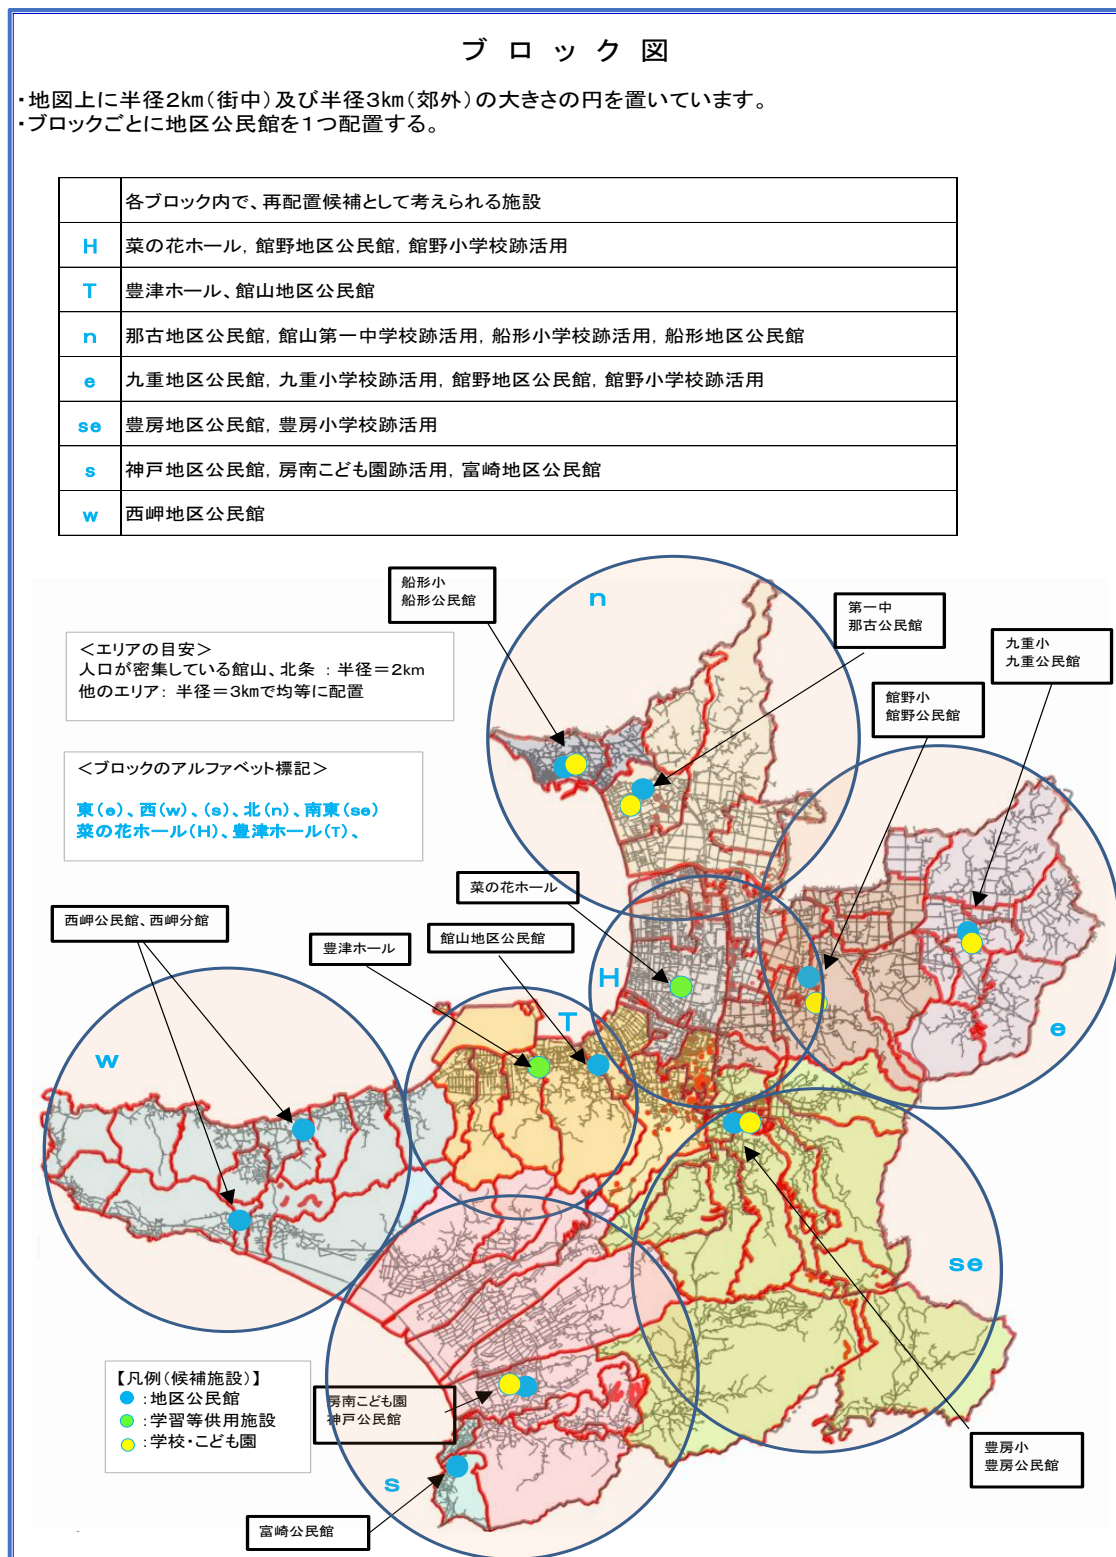 ブロック図
・地図上に半径2km(街中)及び半径3km(郊外)の大きさの円を置いています。
・ブロックごとに地区公民館を1つ配置する。
各ブロック内で、再配置候補として考えられる施設
H 菜の花ホール, 館野地区公民館, 館野小学校跡活用
T 豊津ホール、館山地区公民館
n 那古地区公民館, 館山第一中学校跡活用, 船形小学校跡活用, 船形地区公民館
e 九重地区公民館, 九重小学校跡活用, 館野地区公民館, 館野小学校跡活用
se 豊房地区公民館, 豊房小学校跡活用
s 神戸地区公民館, 房南こども園跡活用, 富崎地区公民館
w 西岬地区公民館
船形小
船形公民館
n
第一中
那古公民館
九重小
九重公民館
館野小
館野公民館
<エリアの目安>
人口が密集している館山、北条 : 半径=2km
他のエリア: 半径=3kmで均等に配置
<ブロックのアルファベット標記>
東(e)、西(w)、(s)、北(n)、南東(se)
菜の花ホール(H)、豊津ホール(T)、
菜の花ホール
西岬公民館、西岬分館
豊津ホール
館山地区公民館
H
T
e
w
se
【凡例(候補施設)】
:地区公民館
:学習等供用施設
:学校・こども園
房南こども園
神戸公民館
s
豊房小
豊房公民館
富崎公民館